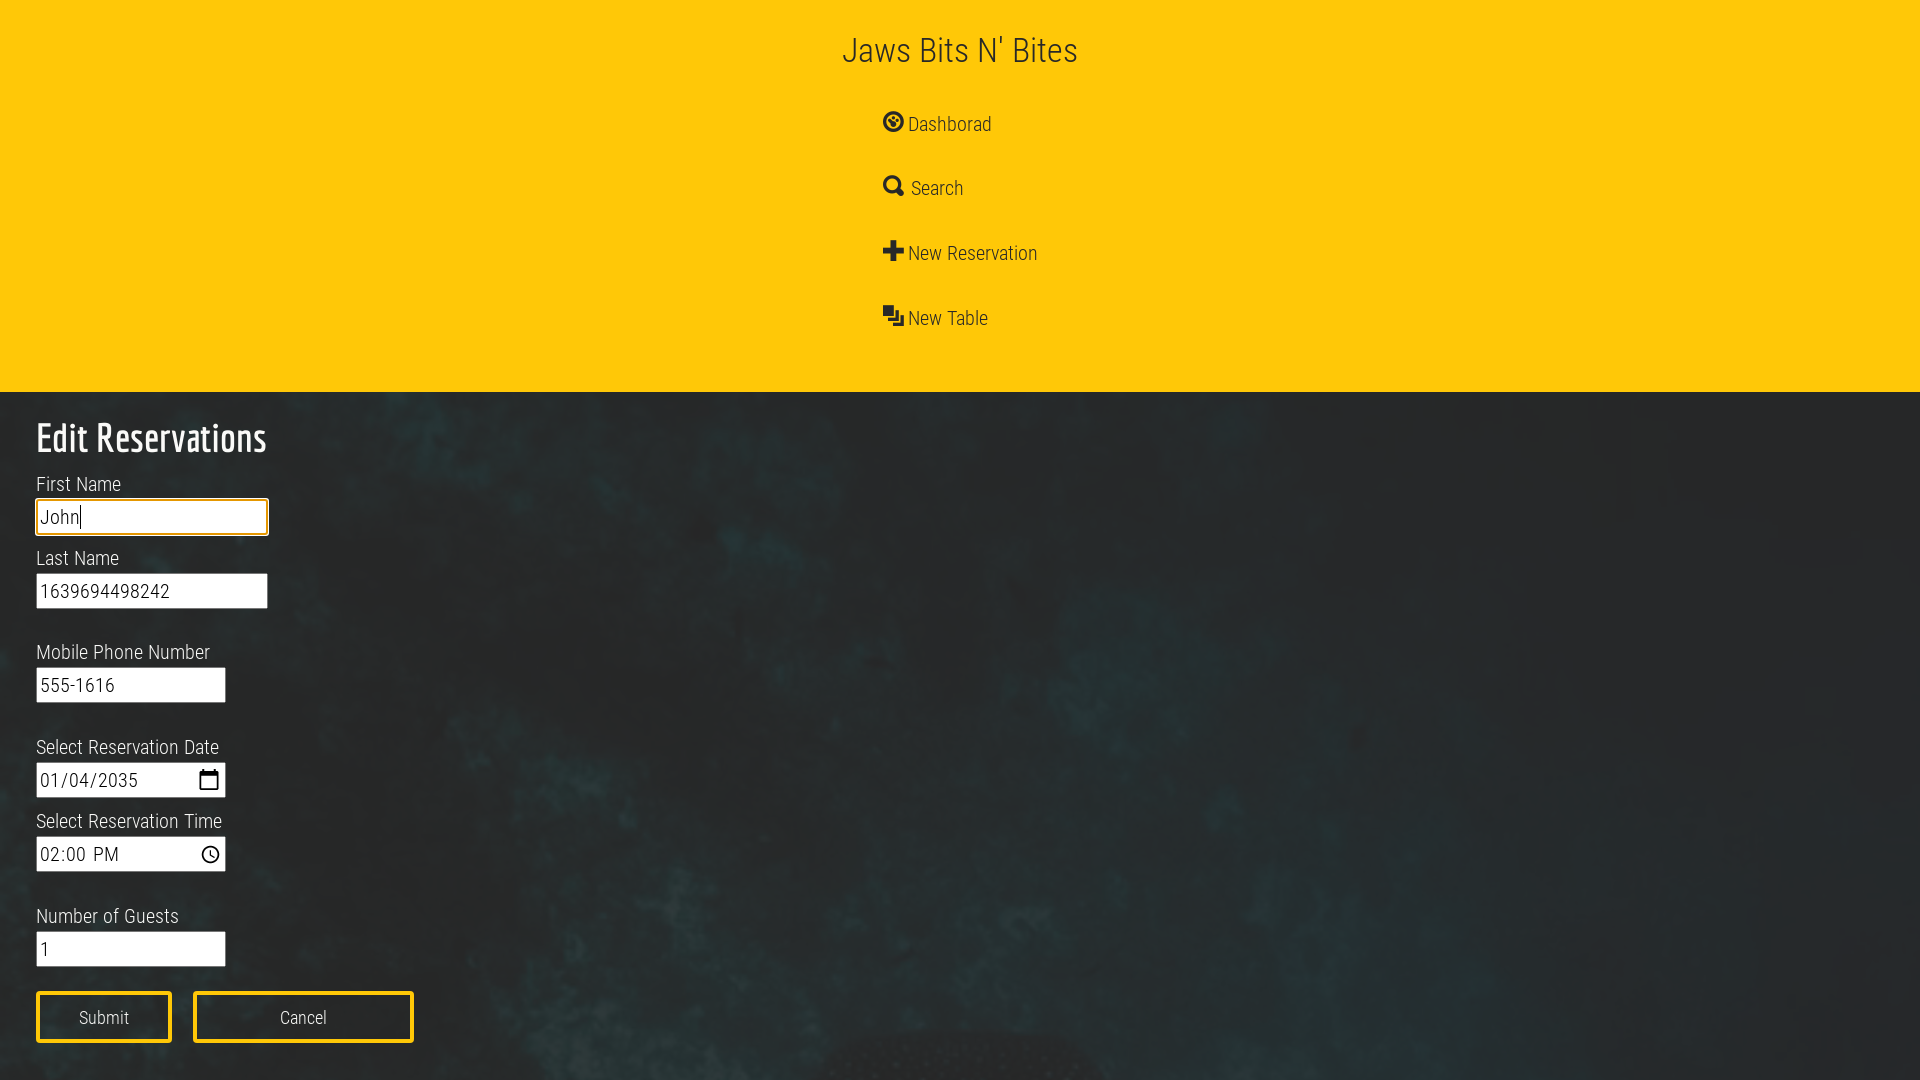 Jaws Bits N' Bites
Dashborad
Search
New Reservation
New Table
Edit Reservations
First Name
John
Last Name
1639694498242
Mobile Phone Number
555-1616
Select Reservation Date
01/04/2035
Select Reservation Time
02:00 PM
Number of Guests
1
Submit Cancel